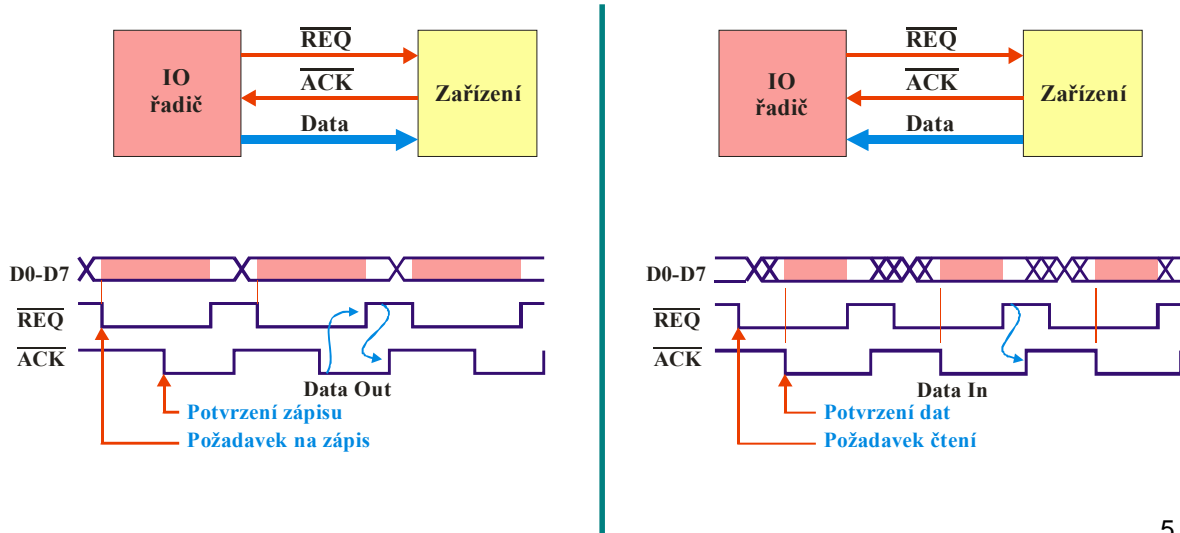 IO
řadič
REQ
ACK
Data
Zařízení
D0-D7
REQ
ACK
Data Out
Potvrzení zápisu
Požadavek na zápis
IO
řadič
REQ
ACK
Data
Zařízení
D0-D7
REQ
ACK
Data In
Potvrzení dat
Požadavek čtení
5